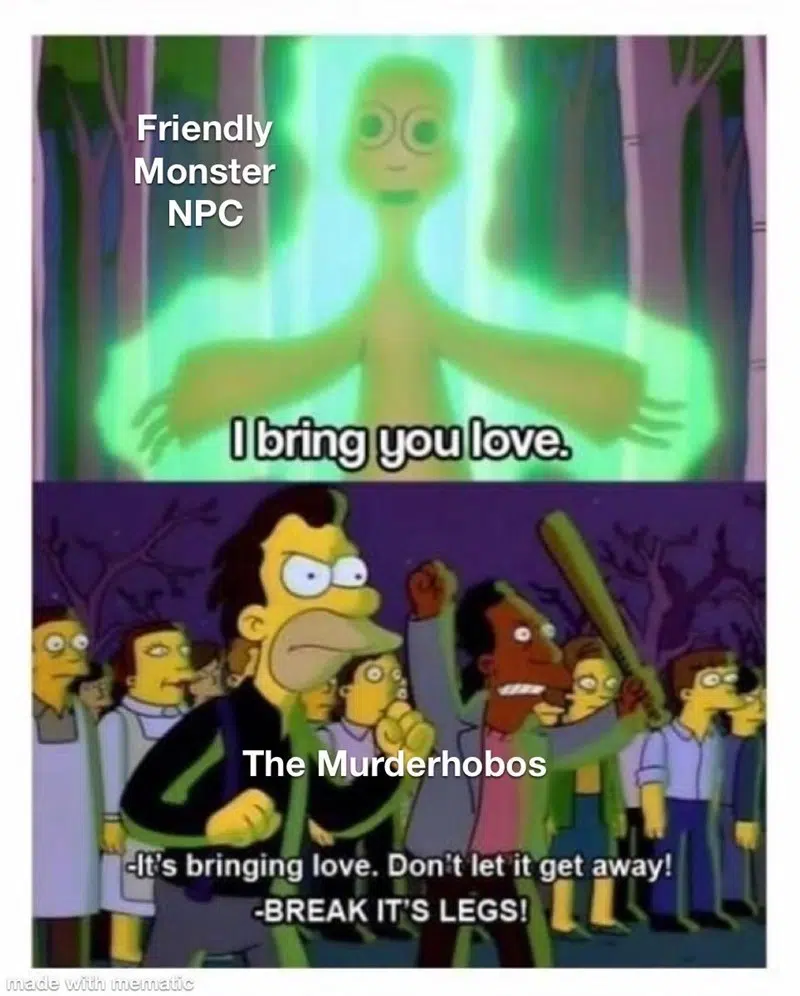 Friendly
Monster
NPC
I bring you love.
The Murderhobos
-It's bringing love. Don't let it get away!
-BREAK IT'S LEGS!
made with mematic